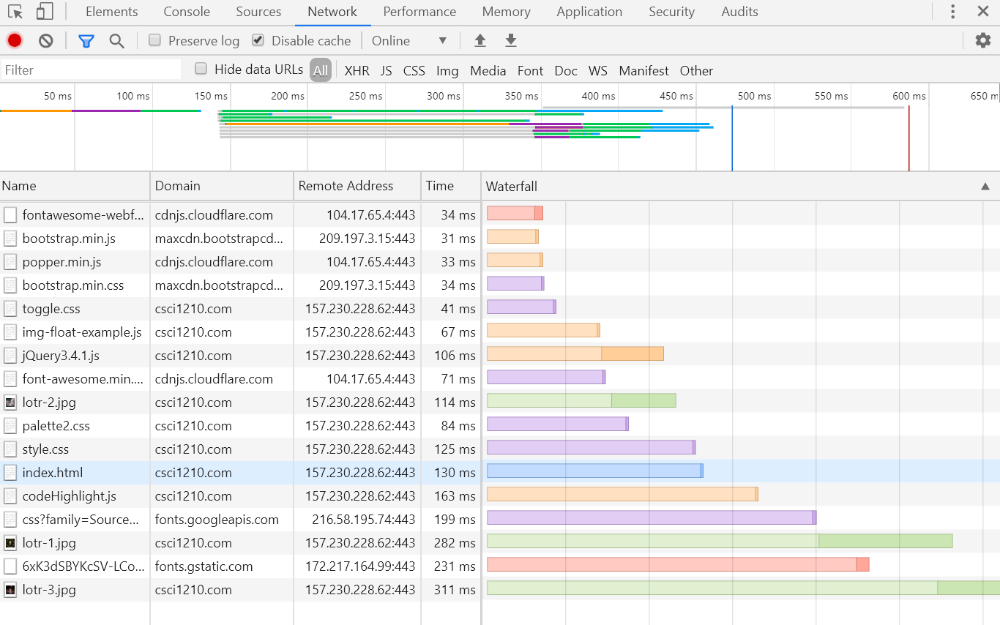 Elements Console Sources Network Performance Memory Application Security Audits
Preserve log Disable cache Online
Filter Hide data URLs All XHR JS CSS Img Media Font Doc WS Manifest Other
50 ms 100 ms 150 ms 200 ms 250 ms 300 ms 350 ms 400 ms 450 ms 500 ms 550 ms 600 ms 650 m
Name Domain Remote Address Time Waterfall
fontawesome-webf... cdnjs.cloudflare.com 104.17.65.4:443 34 ms
bootstrap.min.js maxcdn.bootstrapcd... 209.197.3.15:443 31 ms
popper.min.js cdnjs.cloudflare.com 104.17.65.4:443 33 ms
bootstrap.min.css maxcdn.bootstrapcd... 209.197.3.15:443 34 ms
toggle.css csci1210.com 157.230.228.62:443 41 ms
img-float-example.js csci1210.com 157.230.228.62:443 67 ms
jQuery3.4.1.js csci1210.com 157.230.228.62:443 106 ms
font-awesome.min.... cdnjs.cloudflare.com 104.17.65.4:443 71 ms
lotr-2.jpg csci1210.com 157.230.228.62:443 114 ms
palette2.css csci1210.com 157.230.228.62:443 84 ms
style.css csci1210.com 157.230.228.62:443 125 ms
index.html csci1210.com 157.230.228.62:443 130 ms
codeHighlight.js csci1210.com 157.230.228.62:443 163 ms
css?family=Source... fonts.googleapis.com 216.58.195.74:443 199 ms
lotr-1.jpg csci1210.com 157.230.228.62:443 282 ms
6xK3dSBYKcSV-LCo... fonts.gstatic.com 172.217.164.99:443 231 ms
lotr-3.jpg csci1210.com 157.230.228.62:443 311 ms